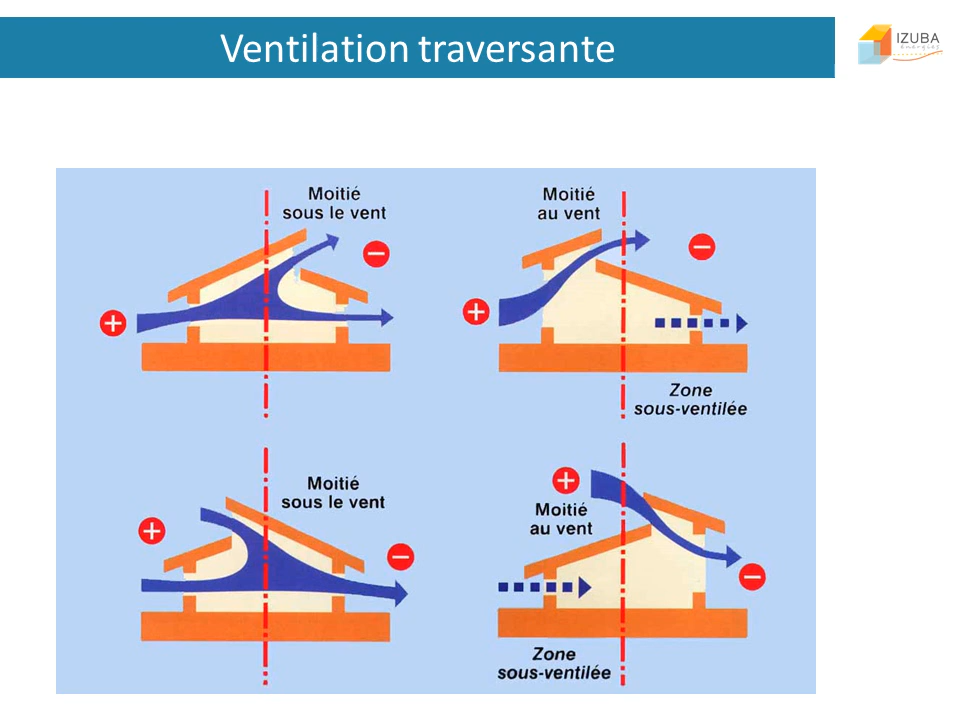 Ventilation traversante
IZUBA
énergies
Moitié
sous le vent
Moitié
au vent
Zone
sous-ventilée
Moitié
sous le vent
Moitié
au vent
Zone
sous-ventilée